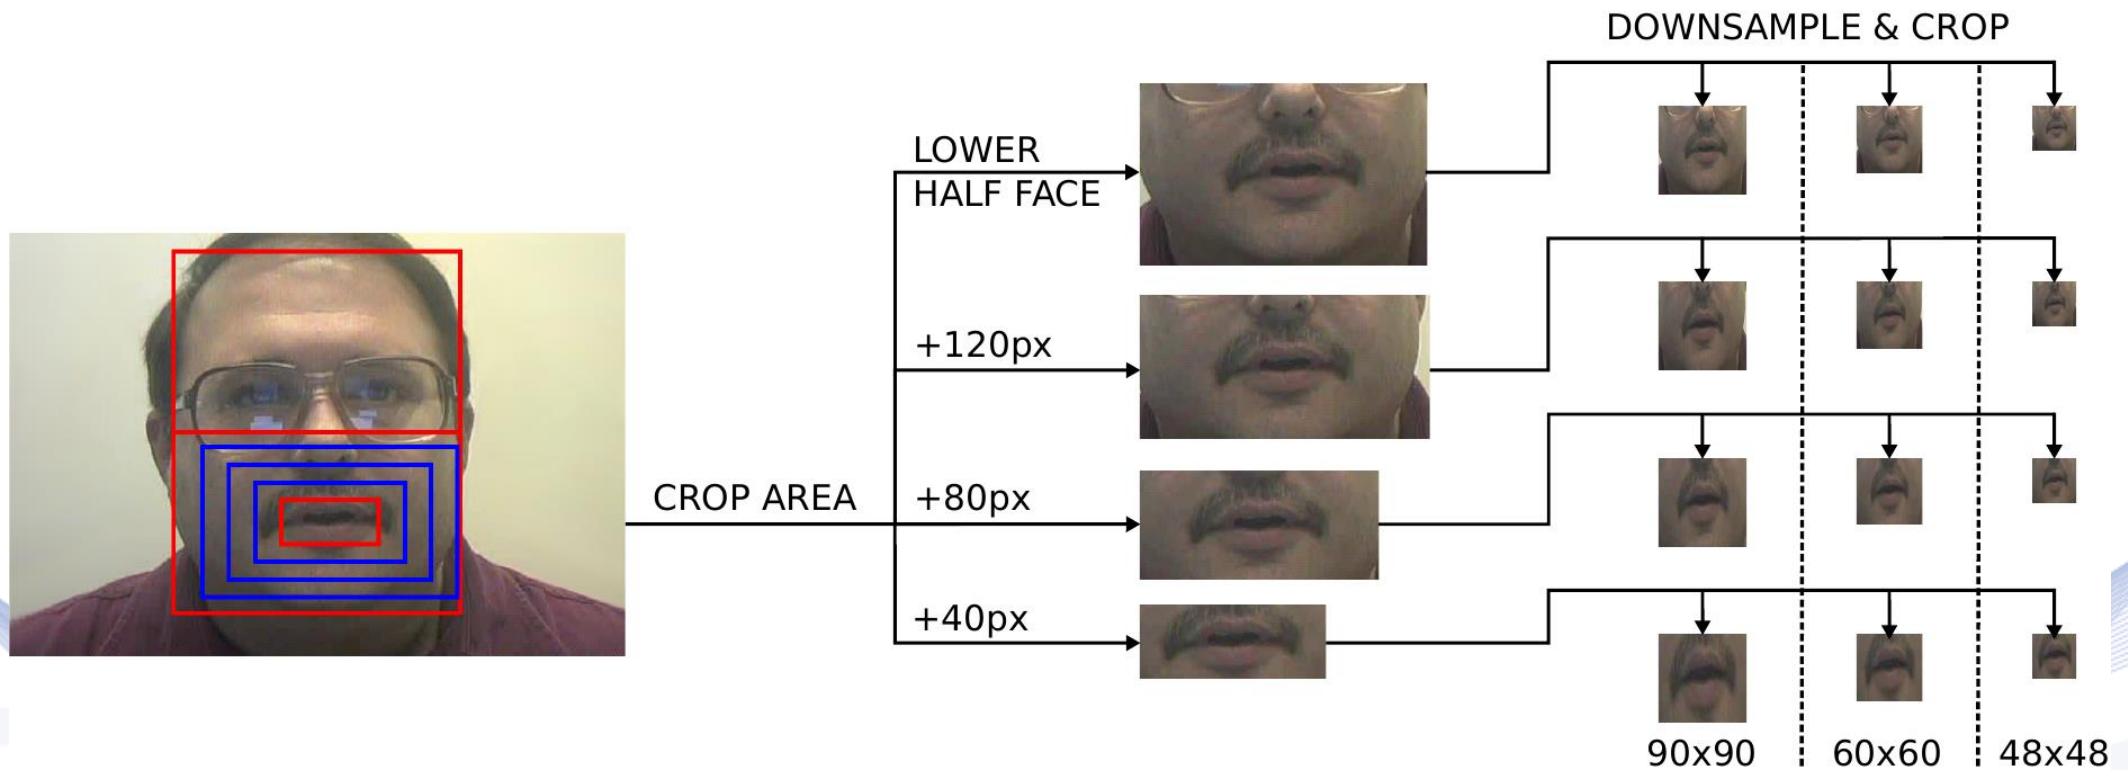 DOWNSAMPLE & CROP
LOWER
HALF FACE
+120px
CROP AREA
+80px
+40px
90x90
60x60
48x48